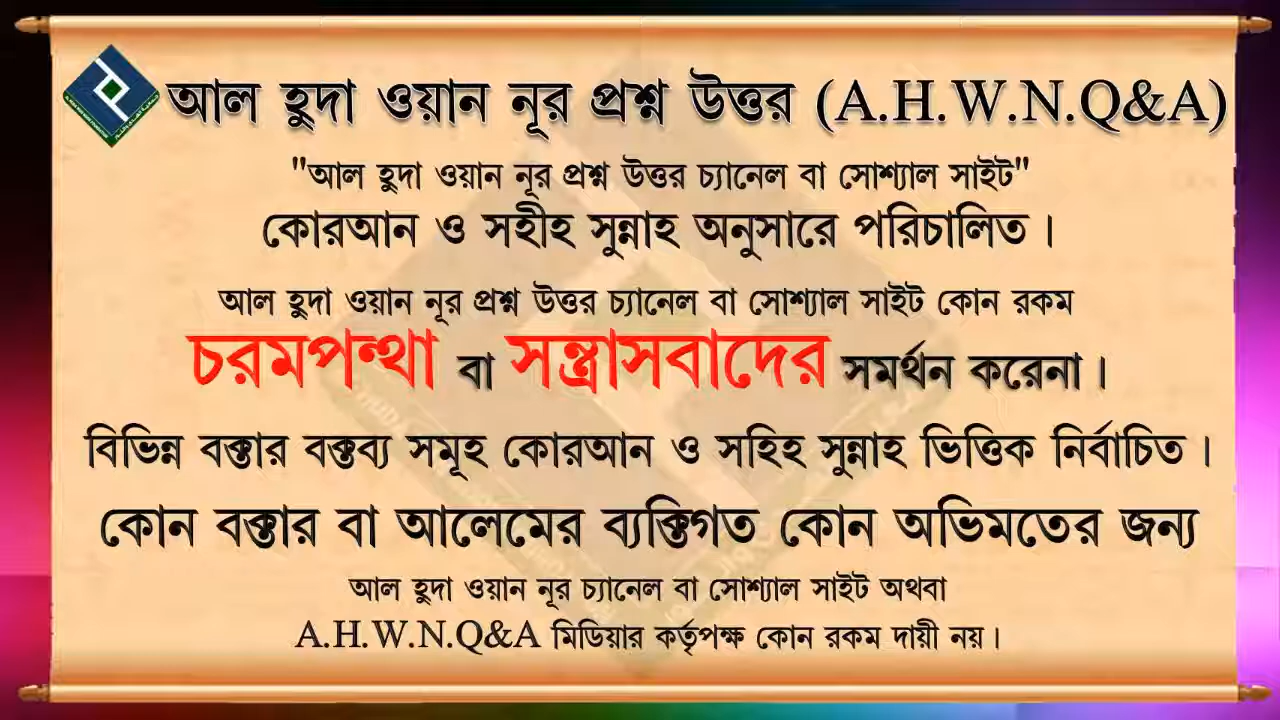 আল হুদা ওয়ান নূর প্রশ্ন উত্তর (A.H.W.N.Q&A)
"আল হুদা ওয়ান নূর প্রশ্ন উত্তর চ্যানেল বা সোশ্যাল সাইট"
কোরআন ও সহীহ সুন্নাহ অনুসারে পরিচালিত।
আল হুদা ওয়ান নূর প্রশ্ন উত্তর চ্যানেল বা সোশ্যাল সাইট কোন রকম
চরমপন্থা বা সন্ত্রাসবাদের সমর্থন করেনা।
বিভিন্ন বক্তার বক্তব্য সমূহ কোরআন ও সহিহ সুন্নাহ ভিত্তিক নির্বাচিত।
কোন বক্তার বা আলেমের ব্যক্তিগত কোন অভিমতের জন্য
আল হুদা ওয়ান নূর চ্যানেল বা সোশ্যাল সাইট অথবা
A.H.W.N.Q&A মিডিয়ার কর্তৃপক্ষ কোন রকম দায়ী নয়।